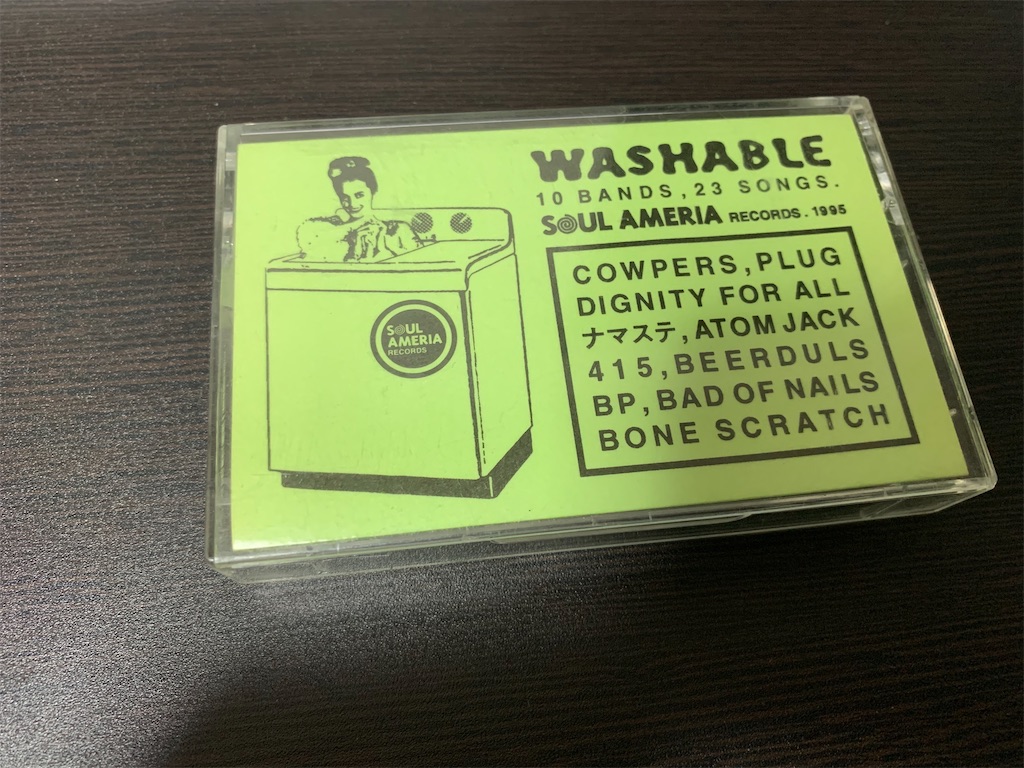 WASHABLE
10 BANDS, 23 SONGS.
SOUL AMERIA RECORDS. 1995
COWPERS, PLUG
DIGNITY FOR ALL
ナマステ, ATOM JACK
415, BEERDULS
BP, BAD OF NAILS
BONE SCRATCH
SOUL
AMERIA
RECORDS